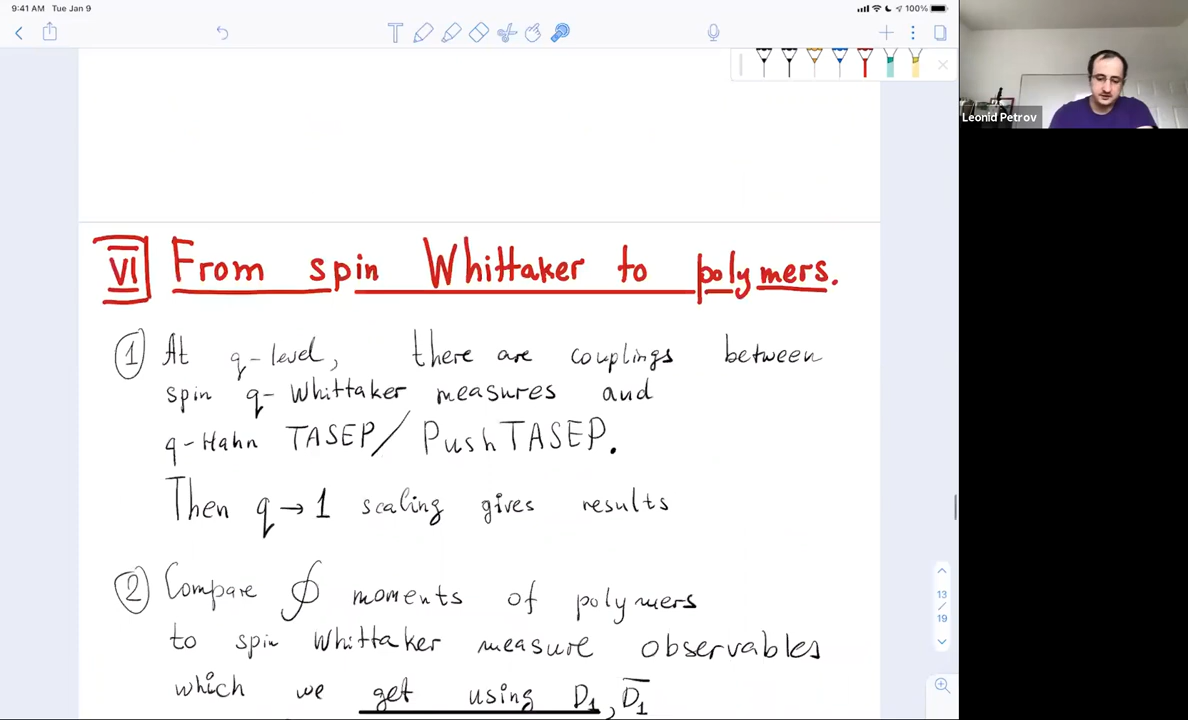 9:41 AM Tue Jan 9
100%
Leonid Petrov
VI From spin Whittaker to polymers.
① At q-level, there are couplings between
spin q-Whittaker measures and
q-Hahn TASEP/PushTASEP.
Then q → 1 scaling gives results
② Compare ∮ moments of polymers
to spin Whittaker measure observables
which we get using D₁, D̄₁
13
/
19